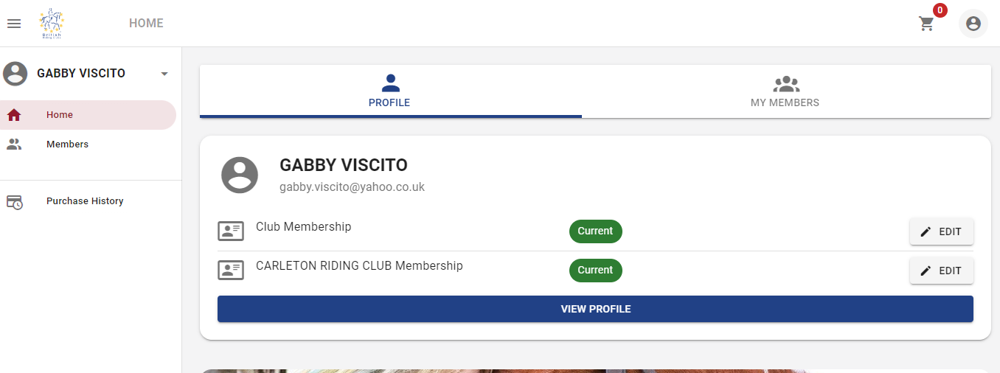 HOME
0
British
Riding Clubs
GABBY VISCITO
Home
Members
Purchase History
PROFILE
MY MEMBERS
GABBY VISCITO
gabby.viscito@yahoo.co.uk
Club Membership
Current
EDIT
CARLETON RIDING CLUB Membership
Current
EDIT
VIEW PROFILE